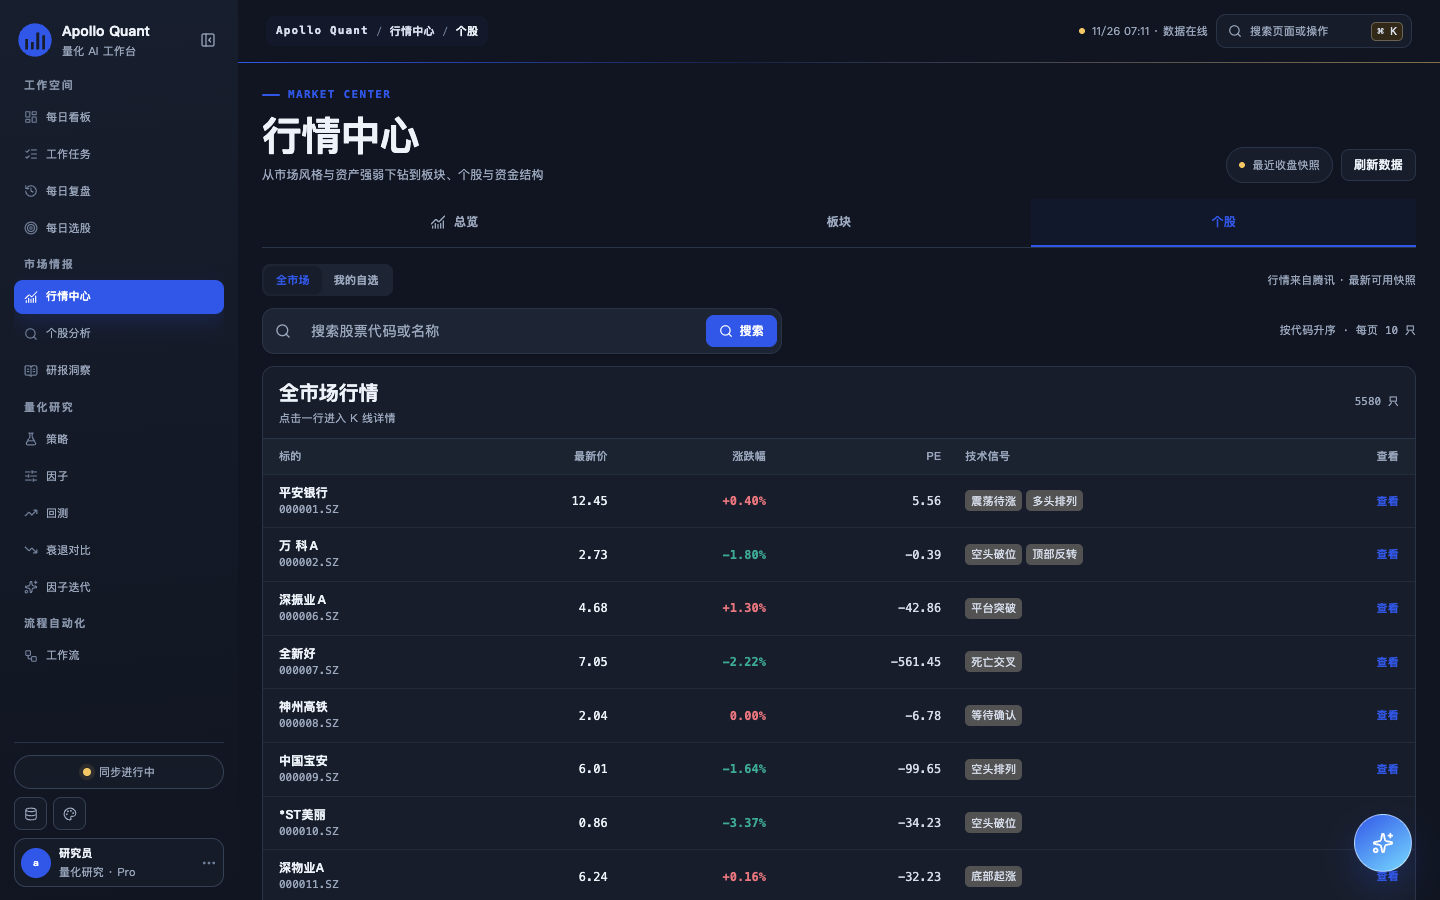 Apollo Quant
量化 AI 工作台
工作空间
每日看板
工作任务
每日复盘
每日选股
市场情报
行情中心
个股分析
研报洞察
量化研究
策略
因子
回测
衰退对比
因子迭代
流程自动化
工作流
同步进行中
a
研究员
量化研究 · Pro
Apollo Quant / 行情中心 / 个股
11/26 07:11 · 数据在线
搜索页面或操作
⌘ K
MARKET CENTER
行情中心
从市场风格与资产强弱下钻到板块、个股与资金结构
最近收盘快照
刷新数据
总览
板块
个股
全市场
我的自选
行情来自腾讯 · 最新可用快照
搜索股票代码或名称
搜索
按代码升序 · 每页 10 只
全市场行情
点击一行进入 K 线详情
5580 只
标的 最新价 涨跌幅 PE 技术信号 查看
平安银行
000001.SZ
12.45 +0.40% 5.56 震荡待涨 多头排列 查看
万 科A
000002.SZ
2.73 -1.80% -0.39 空头破位 顶部反转 查看
深振业A
000006.SZ
4.68 +1.30% -42.86 平台突破 查看
全新好
000007.SZ
7.05 -2.22% -561.45 死亡交叉 查看
神州高铁
000008.SZ
2.04 0.00% -6.78 等待确认 查看
中国宝安
000009.SZ
6.01 -1.64% -99.65 空头排列 查看
*ST美丽
000010.SZ
0.86 -3.37% -34.23 空头破位
深物业A
000011.SZ
6.24 +0.16% -32.23 底部起涨 查看